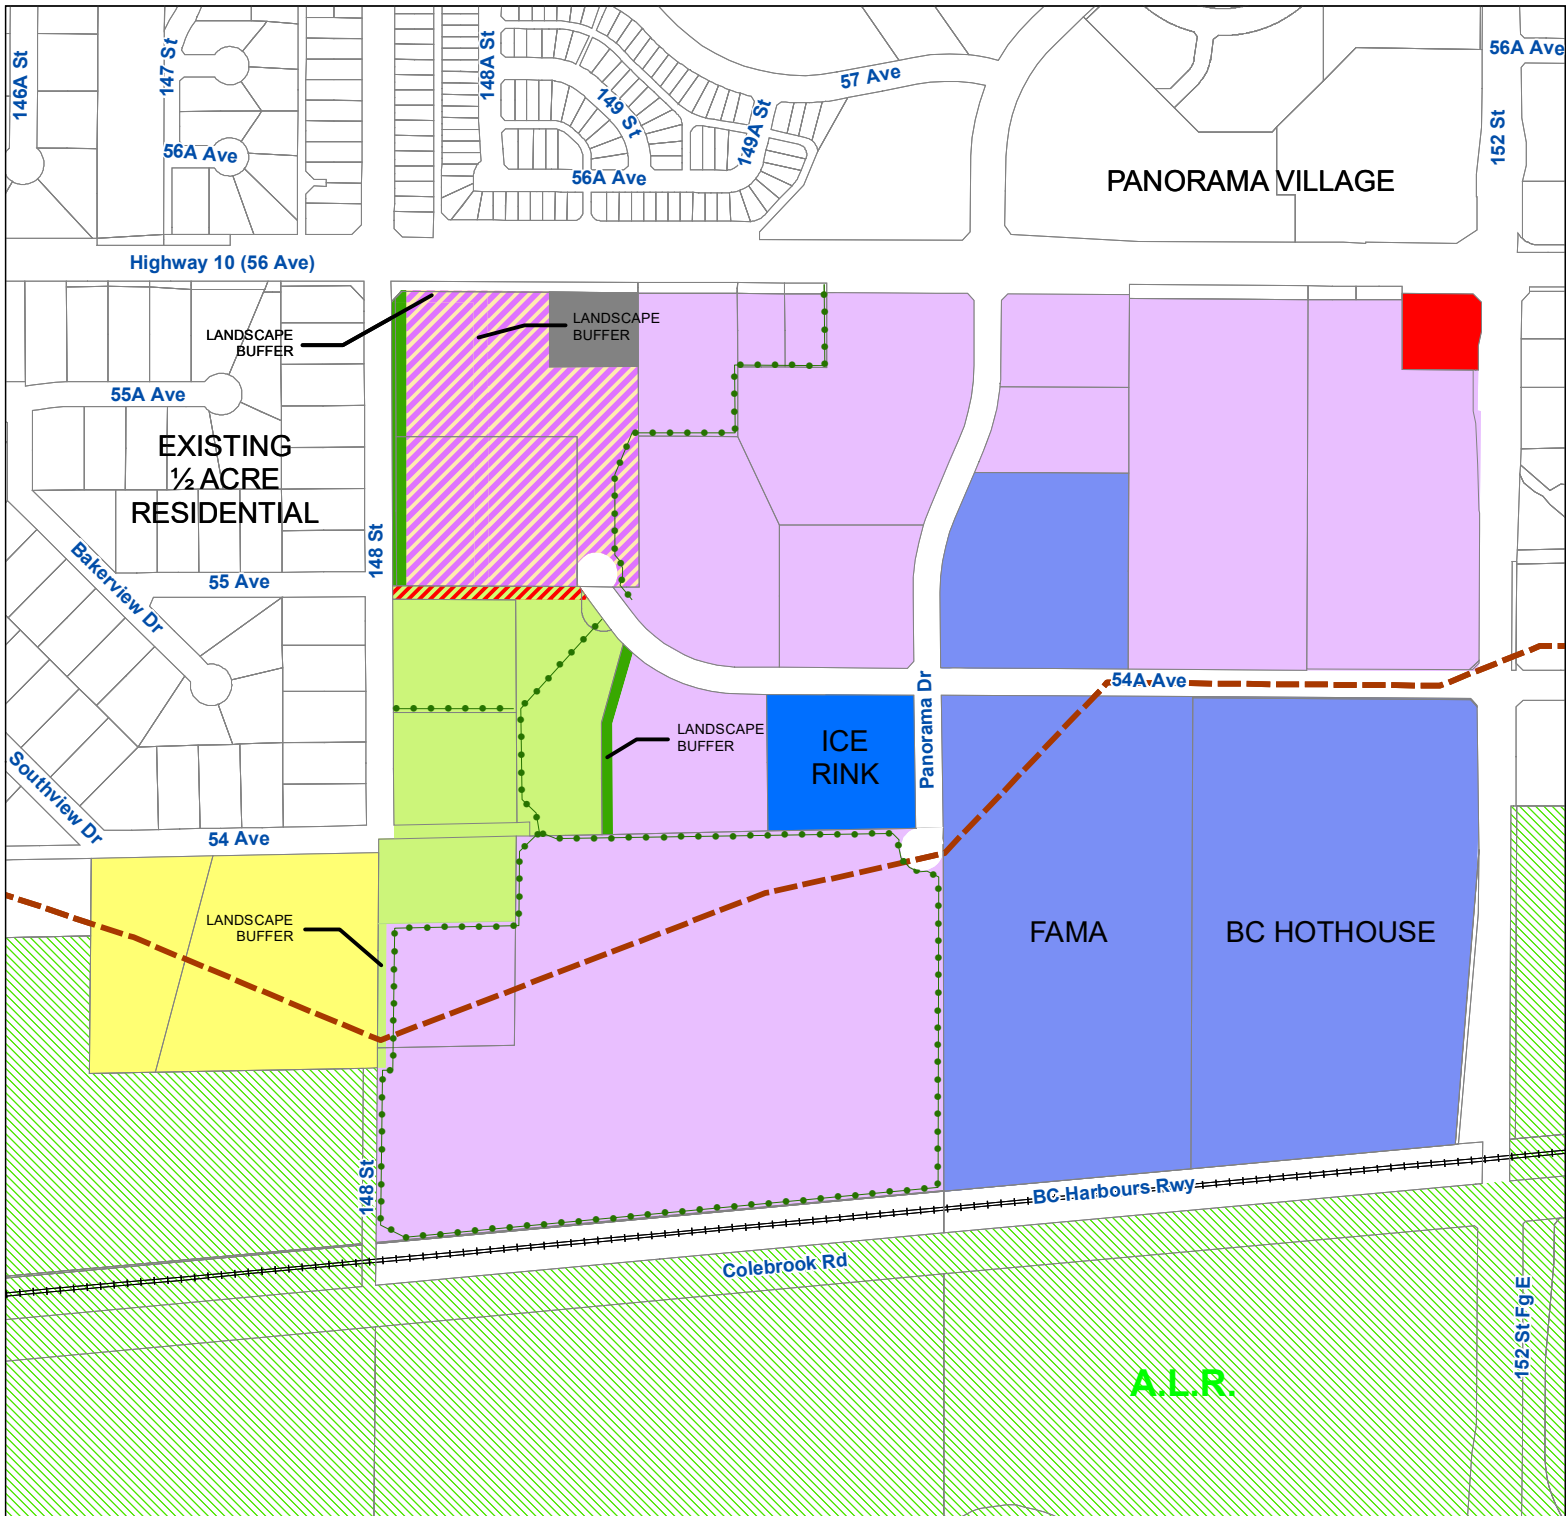 146A St
147 St
148A St
149 St
149A St
57 Ave
56A Ave
152 St
56A Ave
56A Ave
PANORAMA VILLAGE
Highway 10 (56 Ave)
LANDSCAPE
BUFFER
LANDSCAPE
BUFFER
55A Ave
EXISTING
½ ACRE
RESIDENTIAL
148 St
Bakerview Dr
55 Ave
54A Ave
Panorama Dr
LANDSCAPE
BUFFER
ICE
RINK
Southview Dr
54 Ave
LANDSCAPE
BUFFER
FAMA
BC HOTHOUSE
148 St
BC Harbours Rwy
Colebrook Rd
152 St Fg E
A.L.R.